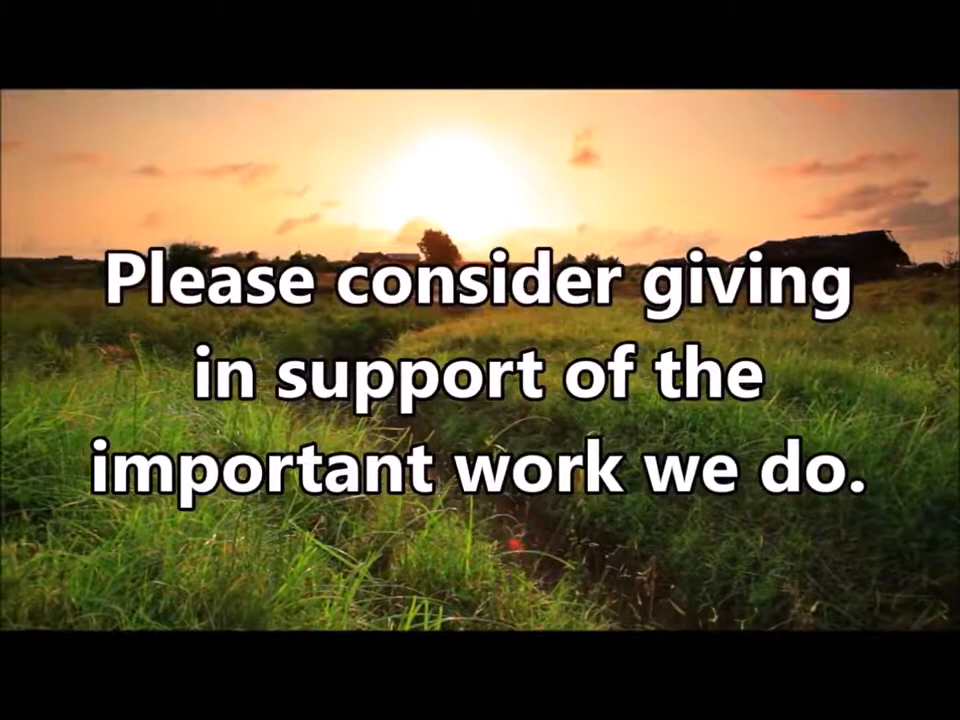 Please consider giving
in support of the
important work we do.